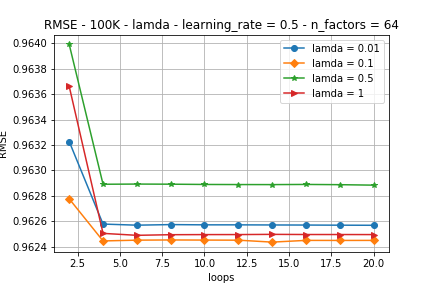 RMSE - 100K - lamda - learning_rate = 0.5 - n_factors = 64
lamda = 0.01
lamda = 0.1
lamda = 0.5
lamda = 1
0.9640
0.9638
0.9636
0.9634
0.9632
0.9630
0.9628
0.9626
0.9624
RMSE
2.5 5.0 7.5 10.0 12.5 15.0 17.5 20.0
loops